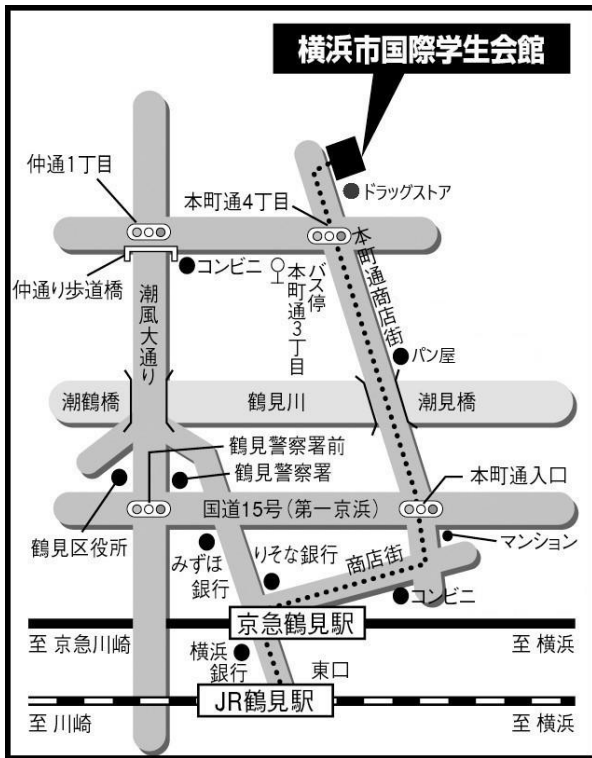 横浜市国際学生会館
仲通1丁目
本町通4丁目
ドラッグストア
仲通り歩道橋
コンビニ
バス停
本町通3丁目
本町通商店街
潮風大通り
パン屋
潮鶴橋
鶴見川
潮見橋
鶴見警察署前
鶴見警察署
本町通入口
国道15号(第一京浜)
鶴見区役所
みずほ
銀行
りそな銀行
商店街
マンション
コンビニ
京急鶴見駅
至 京急川崎
至 横浜
横浜
銀行
東口
JR鶴見駅
至 川崎
至 横浜